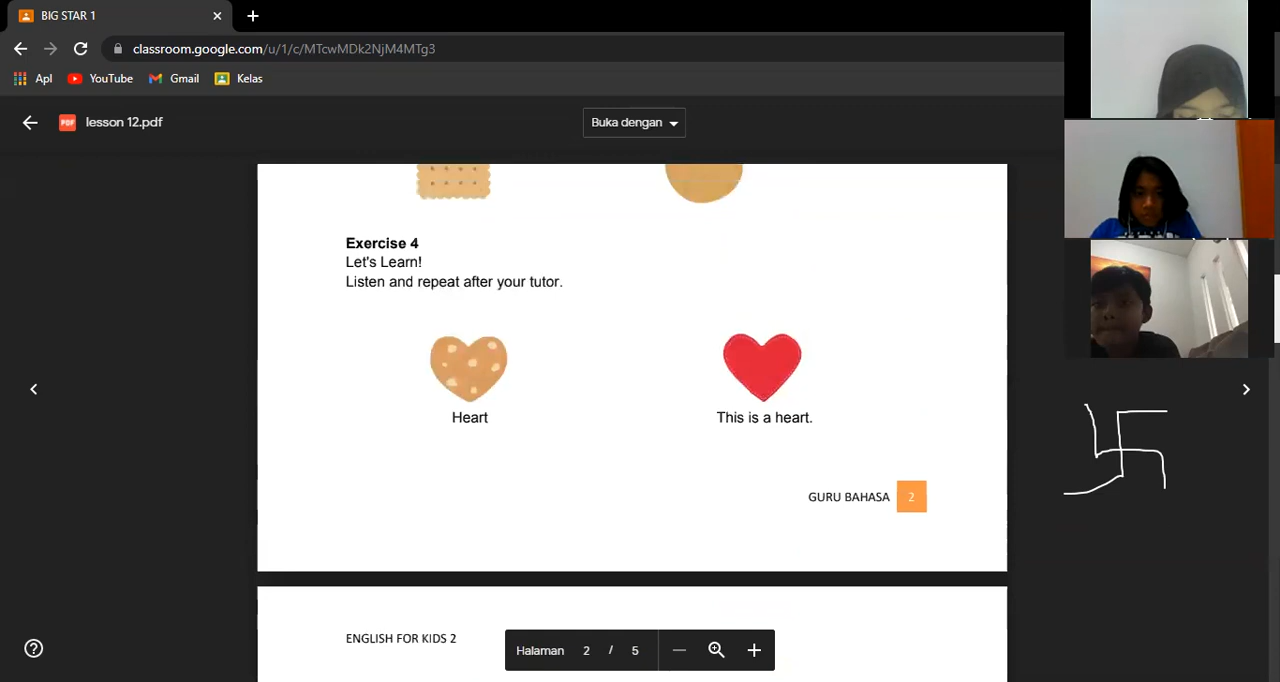 BIG STAR 1
classroom.google.com/u/1/c/MTcwMDk2NjM4MTg3
Apl YouTube Gmail Kelas
PDF lesson 12.pdf Buka dengan
Exercise 4
Let's Learn!
Listen and repeat after your tutor.
Heart This is a heart.
GURU BAHASA 2
ENGLISH FOR KIDS 2
Halaman 2 / 5